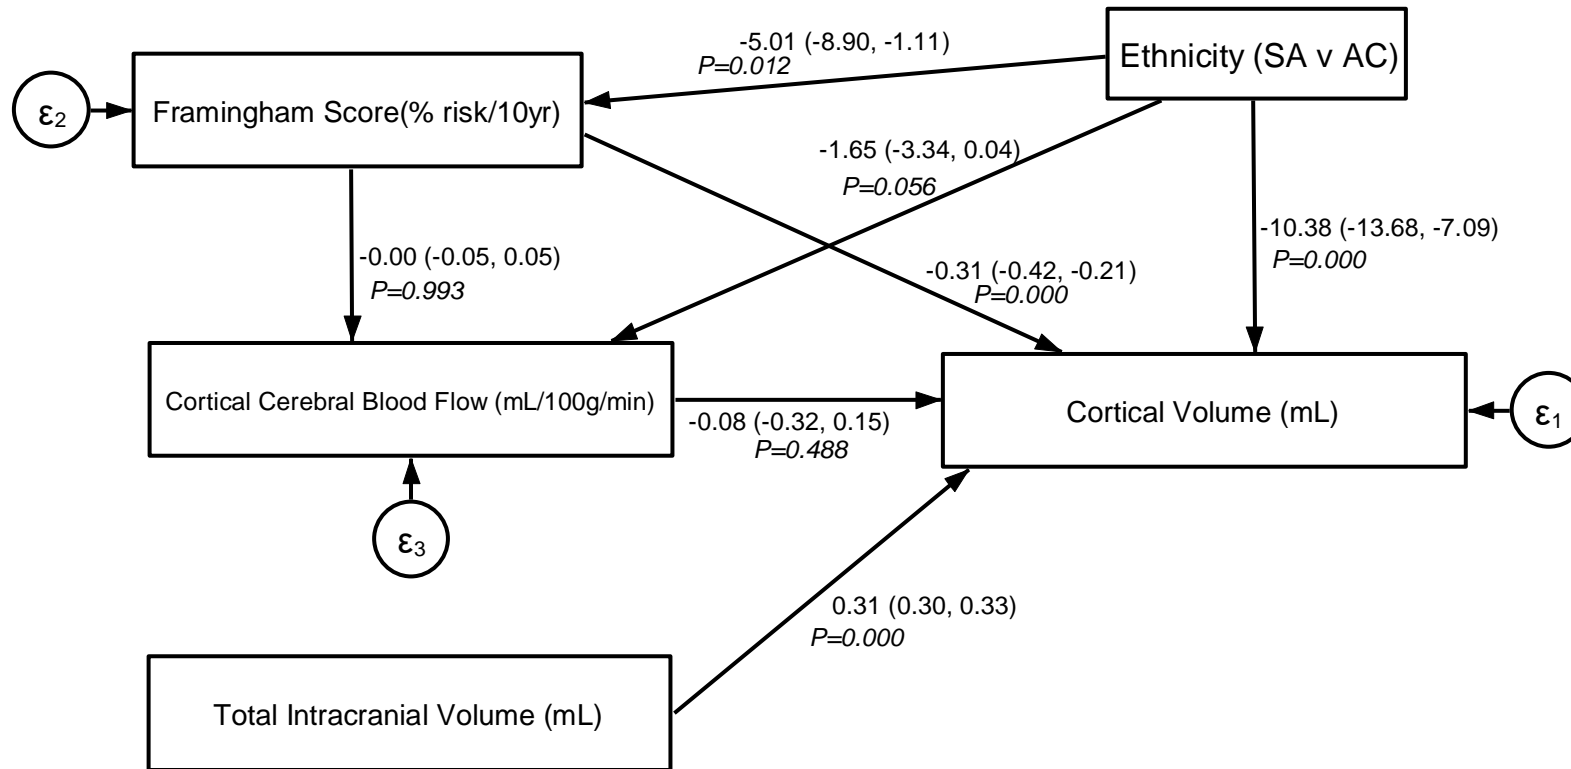 -5.01 (-8.90, -1.11)
P=0.012
Ethnicity (SA v AC)
ε2
Framingham Score(% risk/10yr)
-1.65 (-3.34, 0.04)
P=0.056
-10.38 (-13.68, -7.09)
P=0.000
-0.00 (-0.05, 0.05)
P=0.993
-0.31 (-0.42, -0.21)
P=0.000
Cortical Cerebral Blood Flow (mL/100g/min)
-0.08 (-0.32, 0.15)
P=0.488
Cortical Volume (mL)
ε1
ε3
0.31 (0.30, 0.33)
P=0.000
Total Intracranial Volume (mL)